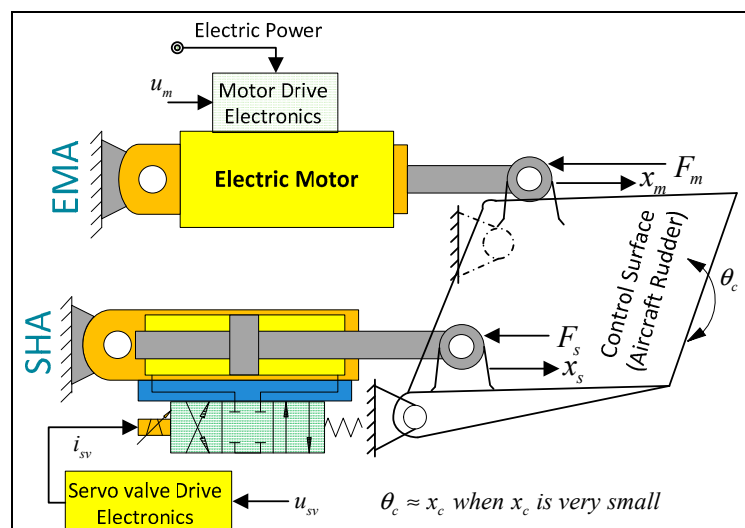 Electric Power
u_m
Motor Drive
Electronics
EMA
Electric Motor
F_m
x_m
Control Surface
(Aircraft Rudder)
θ_c
SHA
F_s
x_s
i_sv
Servo valve Drive
Electronics
u_sv
θ_c ≈ x_c when x_c is very small